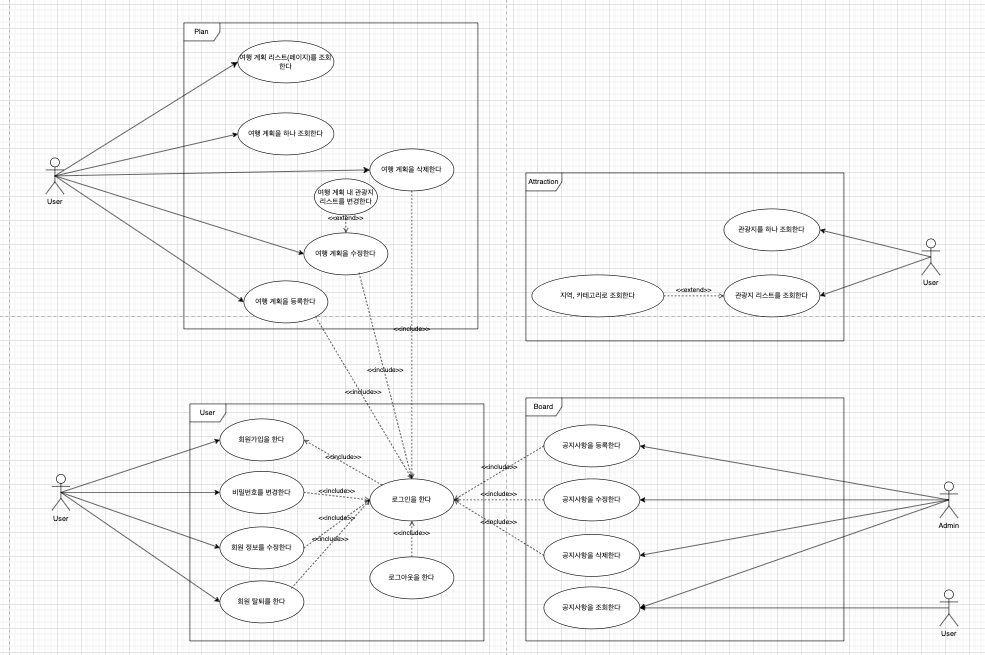 Plan
여행 계획 리스트(페이지)를 조회
한다
여행 계획을 하나 조회한다
여행 계획을 삭제한다
여행 계획 내 관광지
리스트를 변경한다
<<extend>>
여행 계획을 수정한다
여행 계획을 등록한다
User
<<include>>
<<include>>
<<include>>
Attraction
관광지를 하나 조회한다
지역, 카테고리로 조회한다
<<extend>>
관광지 리스트를 조회한다
User
User
회원가입을 한다
<<include>>
비밀번호를 변경한다
<<include>>
로그인을 한다
<<include>>
회원 정보를 수정한다
<<include>>
<<include>>
로그아웃을 한다
회원 탈퇴를 한다
User
Board
공지사항을 등록한다
<<include>>
공지사항을 수정한다
<<include>>
<<include>>
공지사항을 삭제한다
공지사항을 조회한다
Admin
User